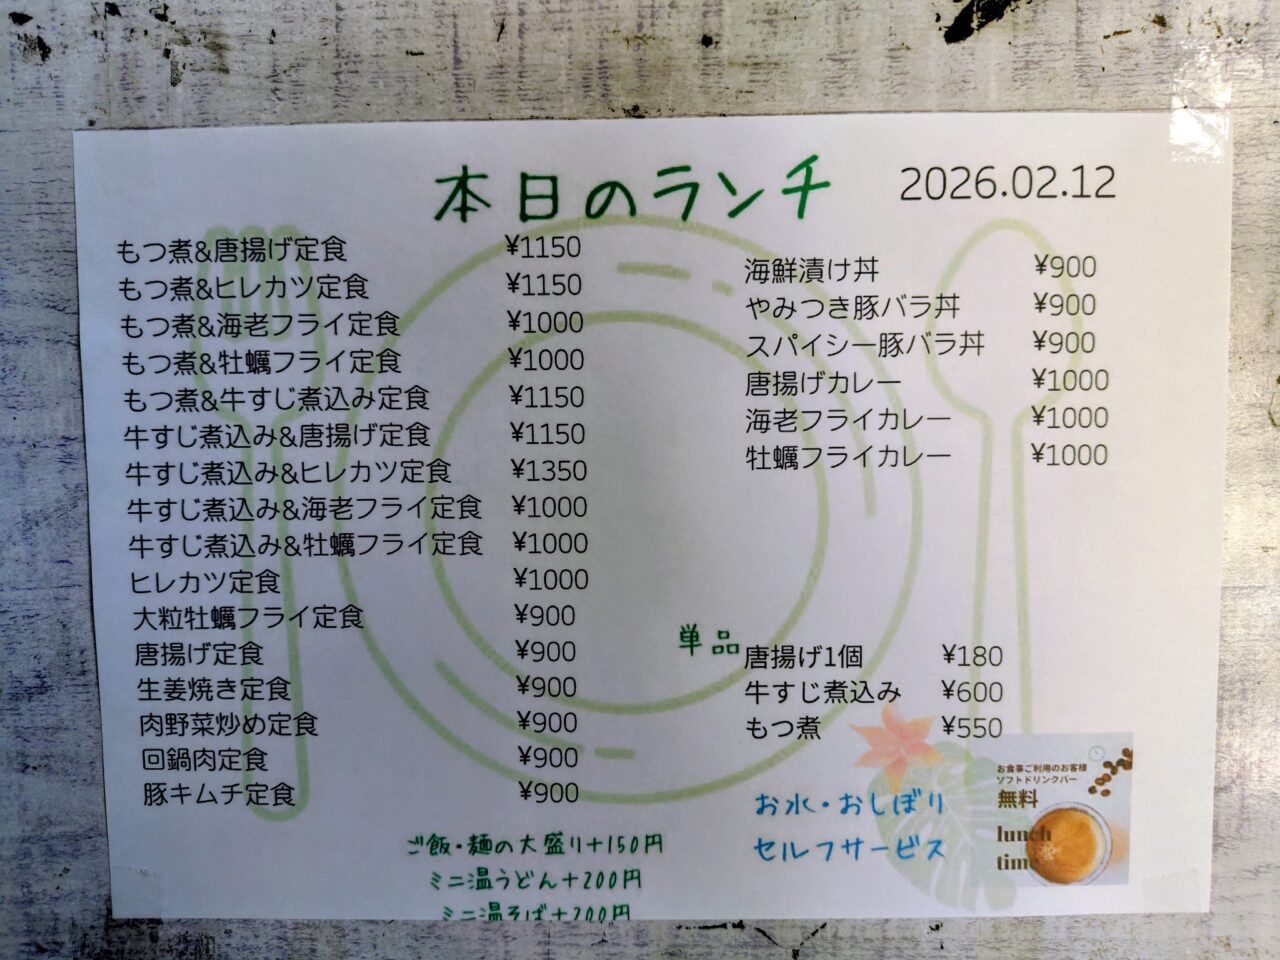 本日のランチ
2026.02.12
もつ煮&唐揚げ定食 ¥1150
もつ煮&ヒレカツ定食 ¥1150
もつ煮&海老フライ定食 ¥1000
もつ煮&牡蠣フライ定食 ¥1000
もつ煮&牛すじ煮込み定食 ¥1150
牛すじ煮込み&唐揚げ定食 ¥1150
牛すじ煮込み&ヒレカツ定食 ¥1350
牛すじ煮込み&海老フライ定食 ¥1000
牛すじ煮込み&牡蠣フライ定食 ¥1000
ヒレカツ定食 ¥1000
大粒牡蠣フライ定食 ¥900
唐揚げ定食 ¥900
生姜焼き定食 ¥900
肉野菜炒め定食 ¥900
回鍋肉定食 ¥900
豚キムチ定食 ¥900
ご飯・麺の大盛り+150円
ミニ温うどん+200円
ミニ温そば+200円
海鮮漬け丼 ¥900
やみつき豚バラ丼 ¥900
スパイシー豚バラ丼 ¥900
唐揚げカレー ¥1000
海老フライカレー ¥1000
牡蠣フライカレー ¥1000
単品
唐揚げ1個 ¥180
牛すじ煮込み ¥600
もつ煮 ¥550
お水・おしぼり
セルフサービス
お食事ご利用のお客様
ソフトドリンクバー
無料
lunch
time